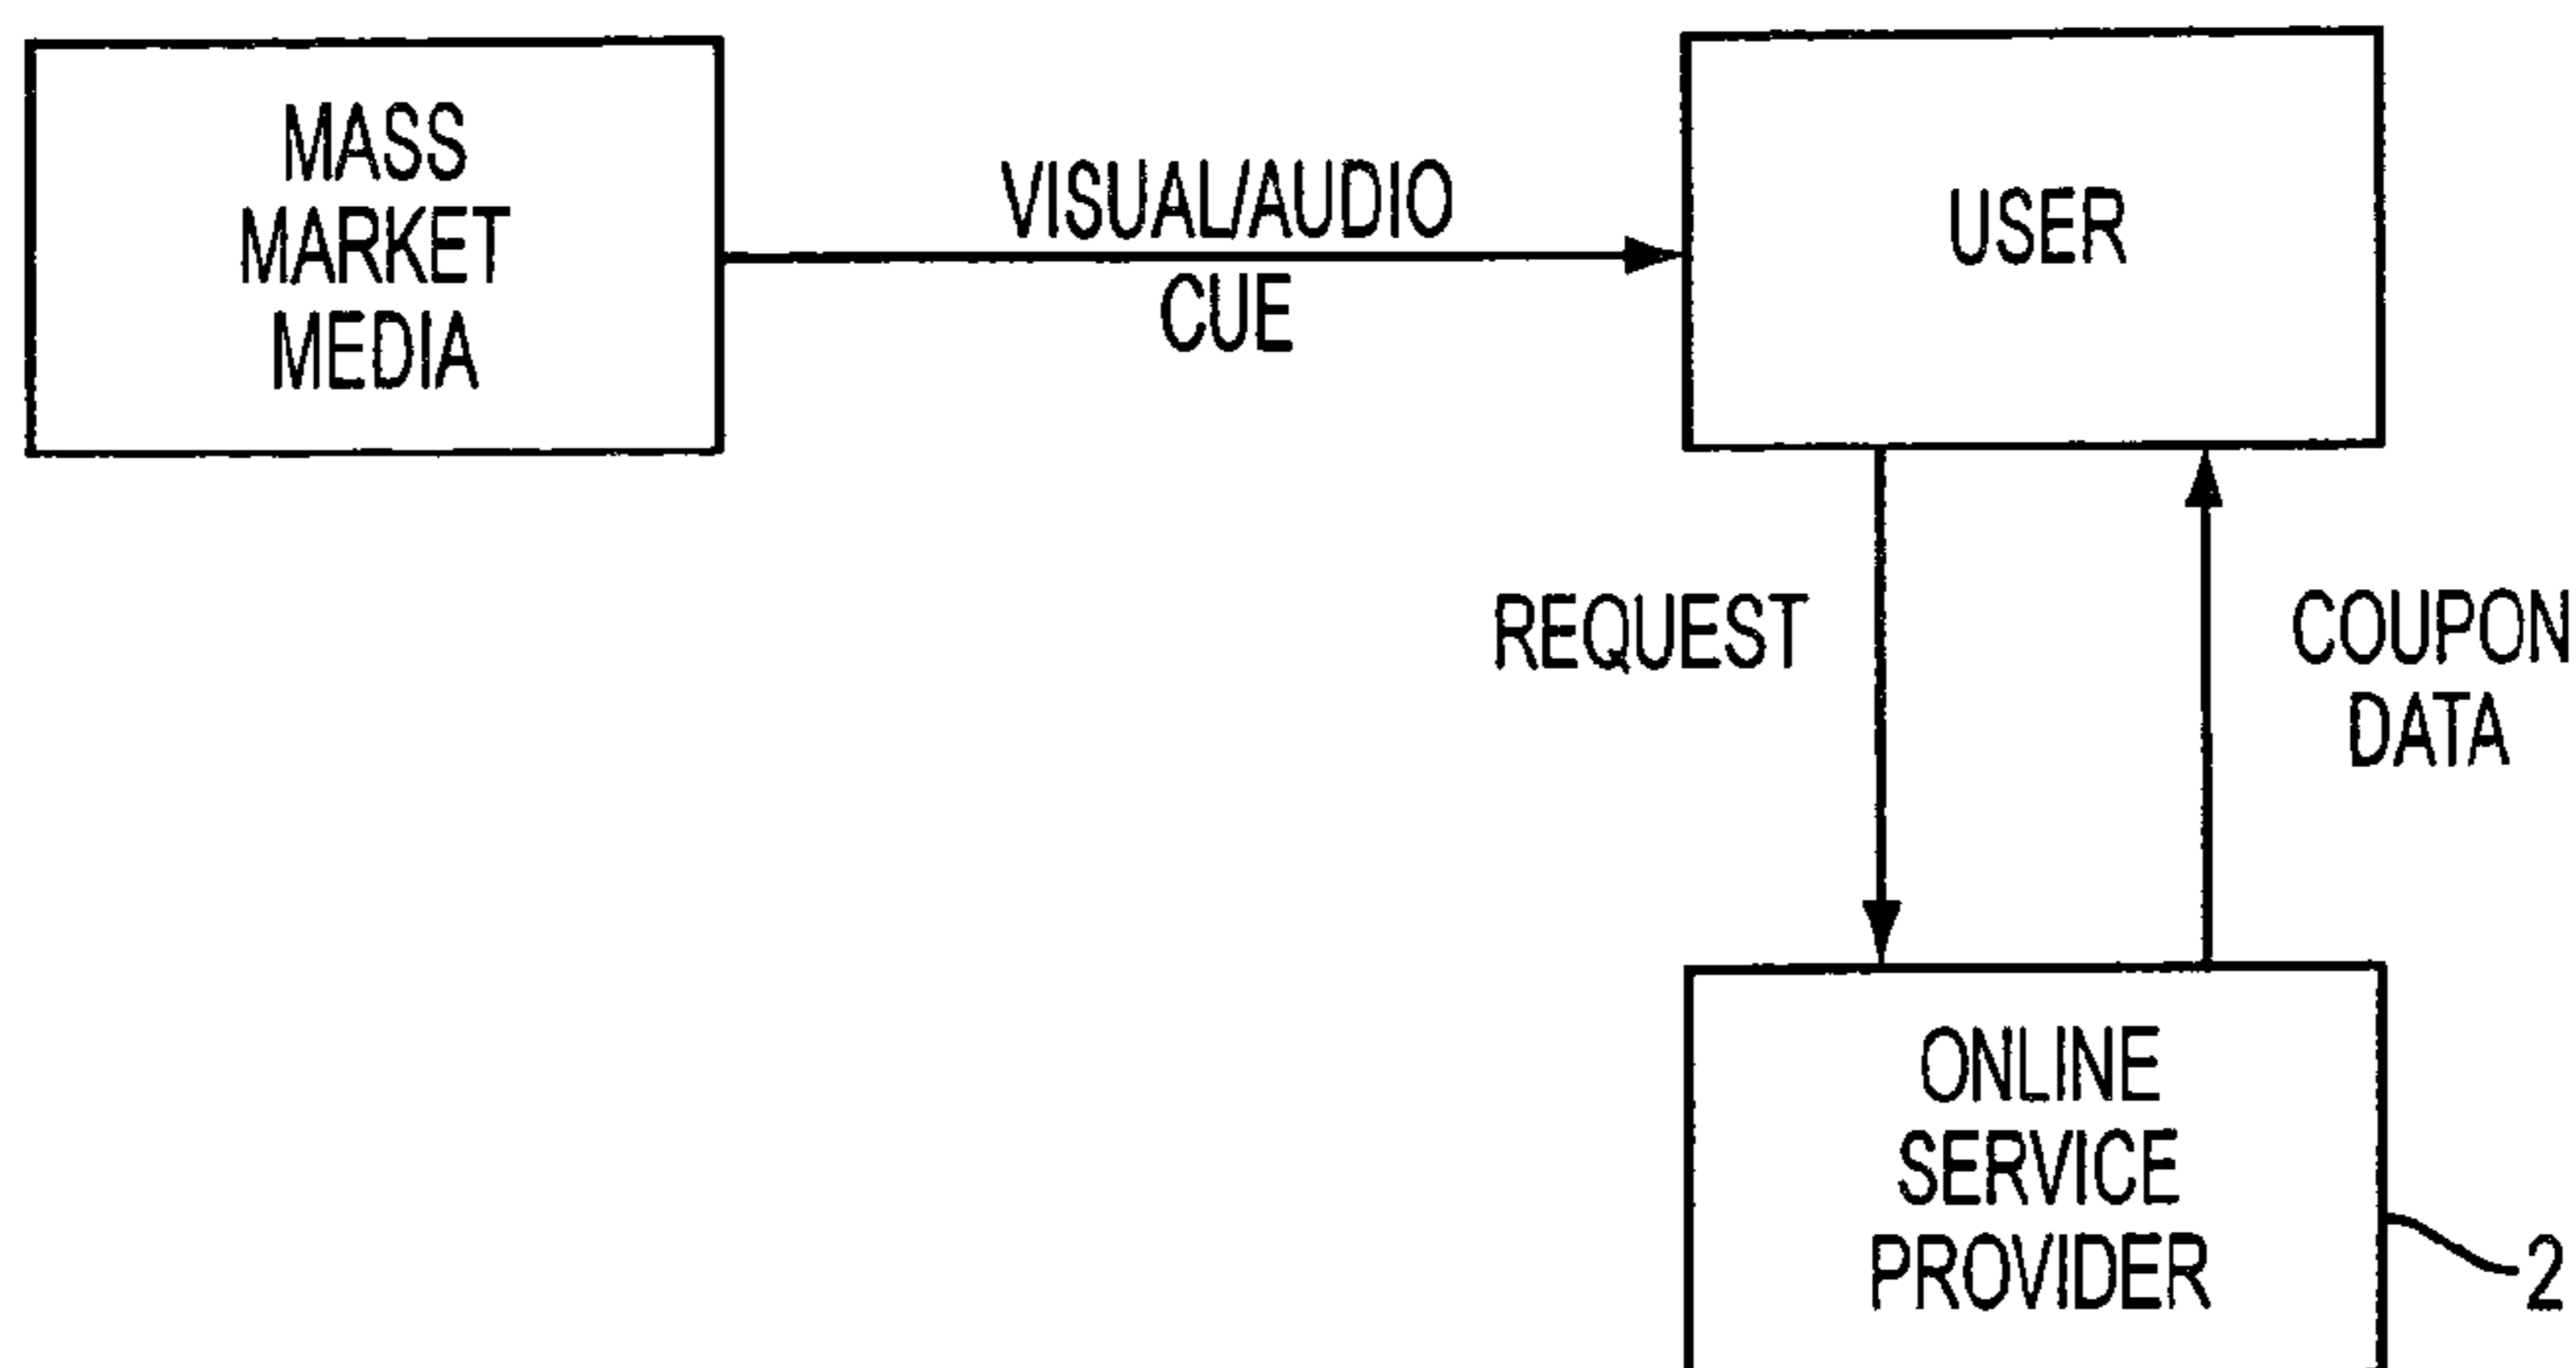 MASS
MARKET
MEDIA
VISUAL/AUDIO
CUE
USER
REQUEST
COUPON
DATA
ONLINE
SERVICE
PROVIDER
2